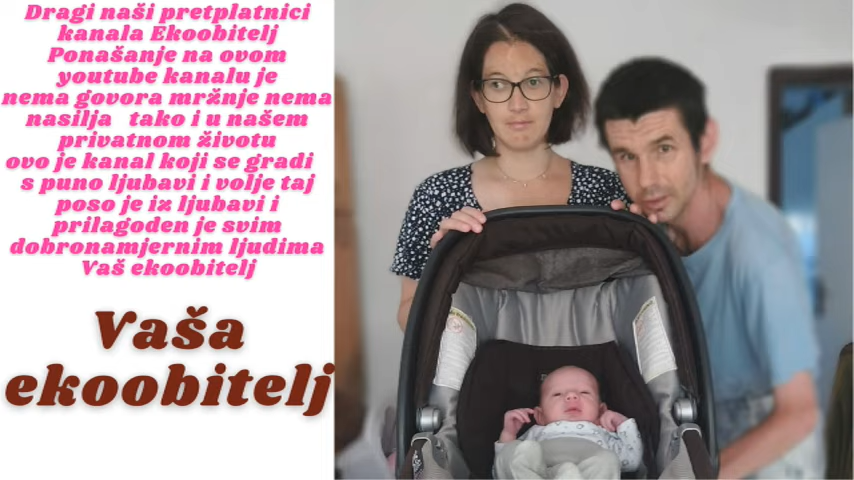 Dragi naši pretplatnici
kanala Ekoobitelj
Ponašanje na ovom
youtube kanalu je
nema govora mržnje nema
nasilja tako i u našem
privatnom životu
ovo je kanal koji se gradi
s puno ljubavi i volje taj
poso je iz ljubavi i
prilagođen je svim
dobronamjernim ljudima
Vaš ekoobitelj
Vaša
ekoobitelj